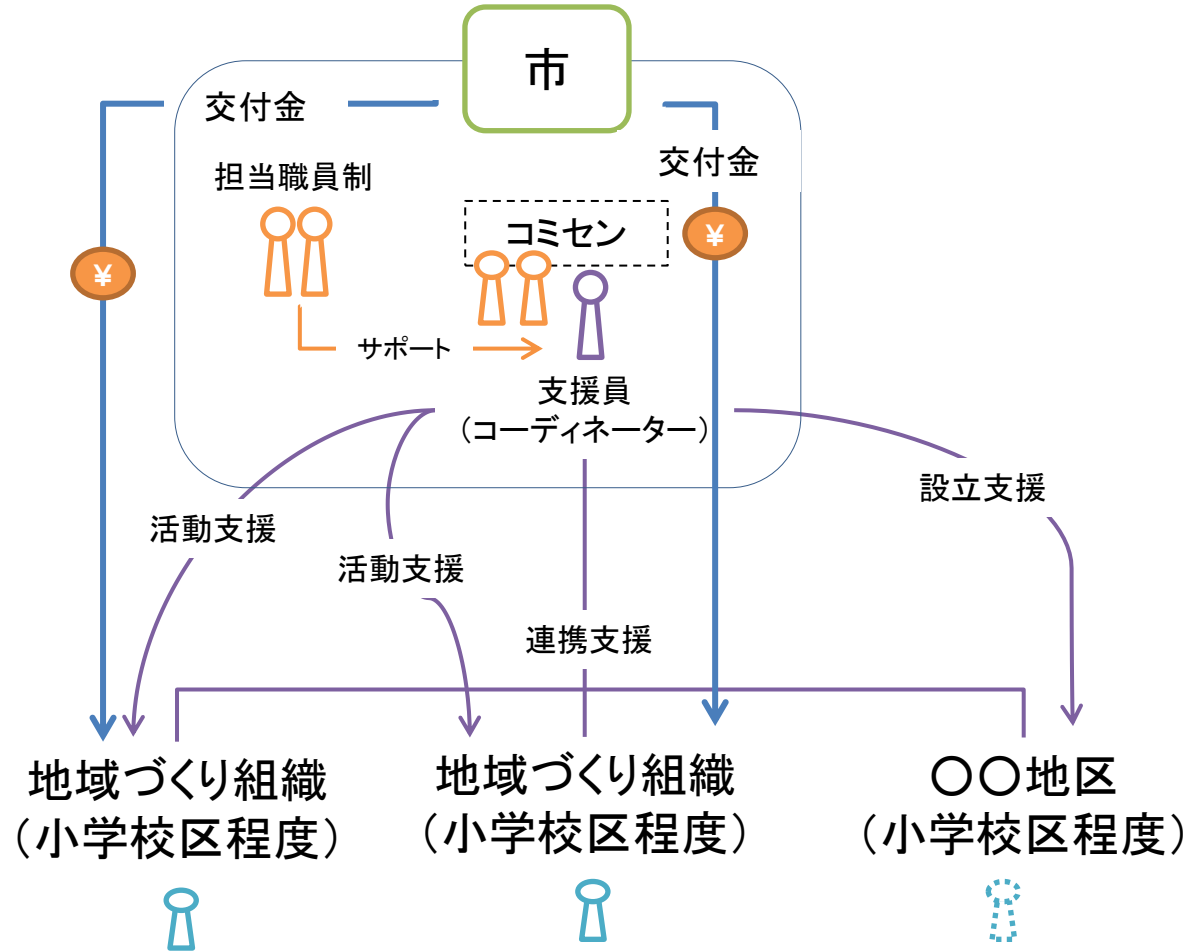 市
交付金
交付金
担当職員制
コミセン
¥
¥
サポート
支援員
（コーディネーター）
設立支援
活動支援
活動支援
連携支援
地域づくり組織
（小学校区程度）
地域づくり組織
（小学校区程度）
〇〇地区
（小学校区程度）